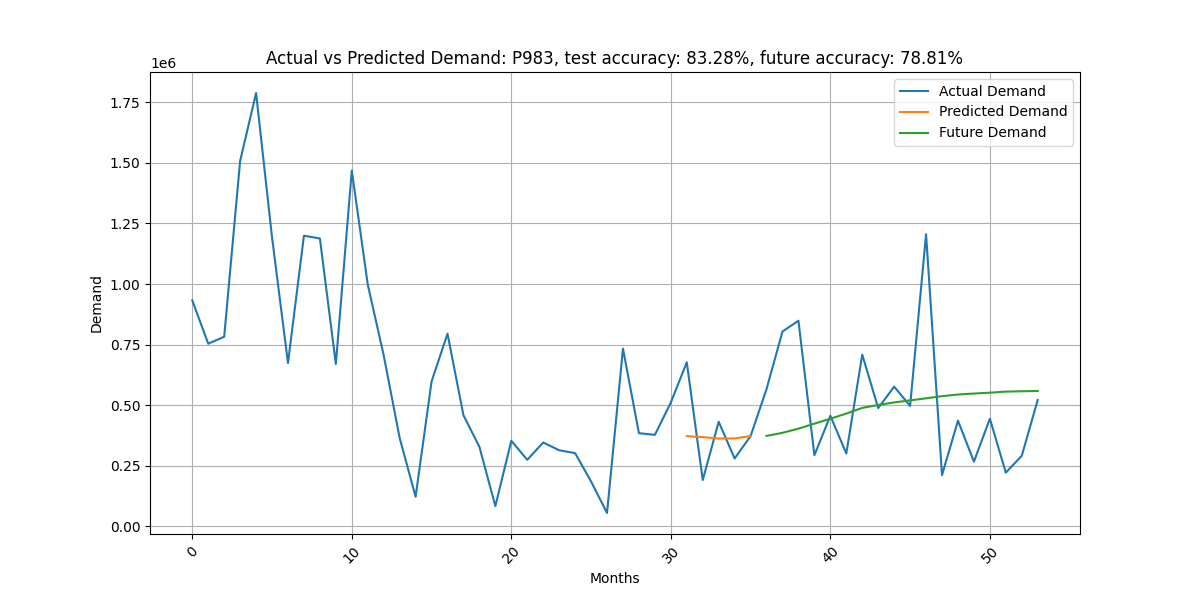 Actual vs Predicted Demand: P983, test accuracy: 83.28%, future accuracy: 78.81%
1e6
Actual Demand
Predicted Demand
Future Demand
1.75
1.50
1.25
1.00
0.75
0.50
0.25
0.00
Demand
0
10
20
30
40
50
Months